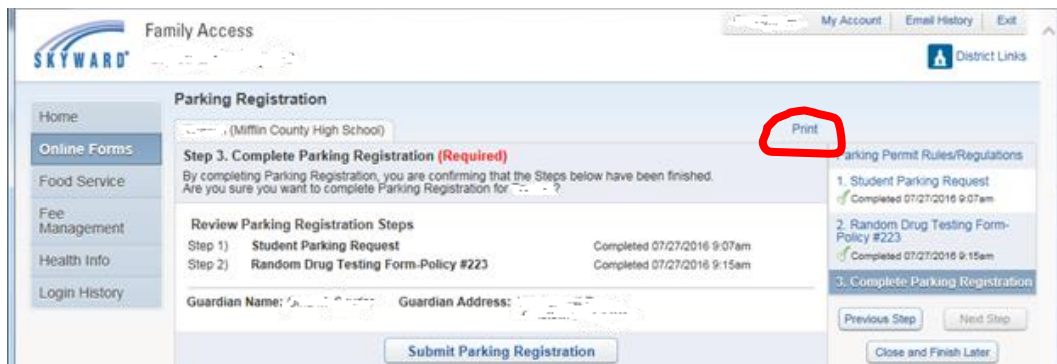 My Account Email History Exit
Family Access
SKYWARD
District Links
Parking Registration
Home
Online Forms
Food Service
Fee
Management
Health Info
Login History
(Mifflin County High School)
Print
Step 3. Complete Parking Registration (Required)
By completing Parking Registration, you are confirming that the Steps below have been finished.
Are you sure you want to complete Parking Registration for ?
Review Parking Registration Steps
Step 1) Student Parking Request Completed 07/27/2016 9:07am
Step 2) Random Drug Testing Form-Policy #223 Completed 07/27/2016 9:15am
Guardian Name: Guardian Address:
Submit Parking Registration
Parking Permit Rules/Regulations
1. Student Parking Request
Completed 07/27/2016 9:07am
2. Random Drug Testing Form-
Policy #223
Completed 07/27/2016 9:15am
3. Complete Parking Registration
Previous Step Next Step
Close and Finish Later